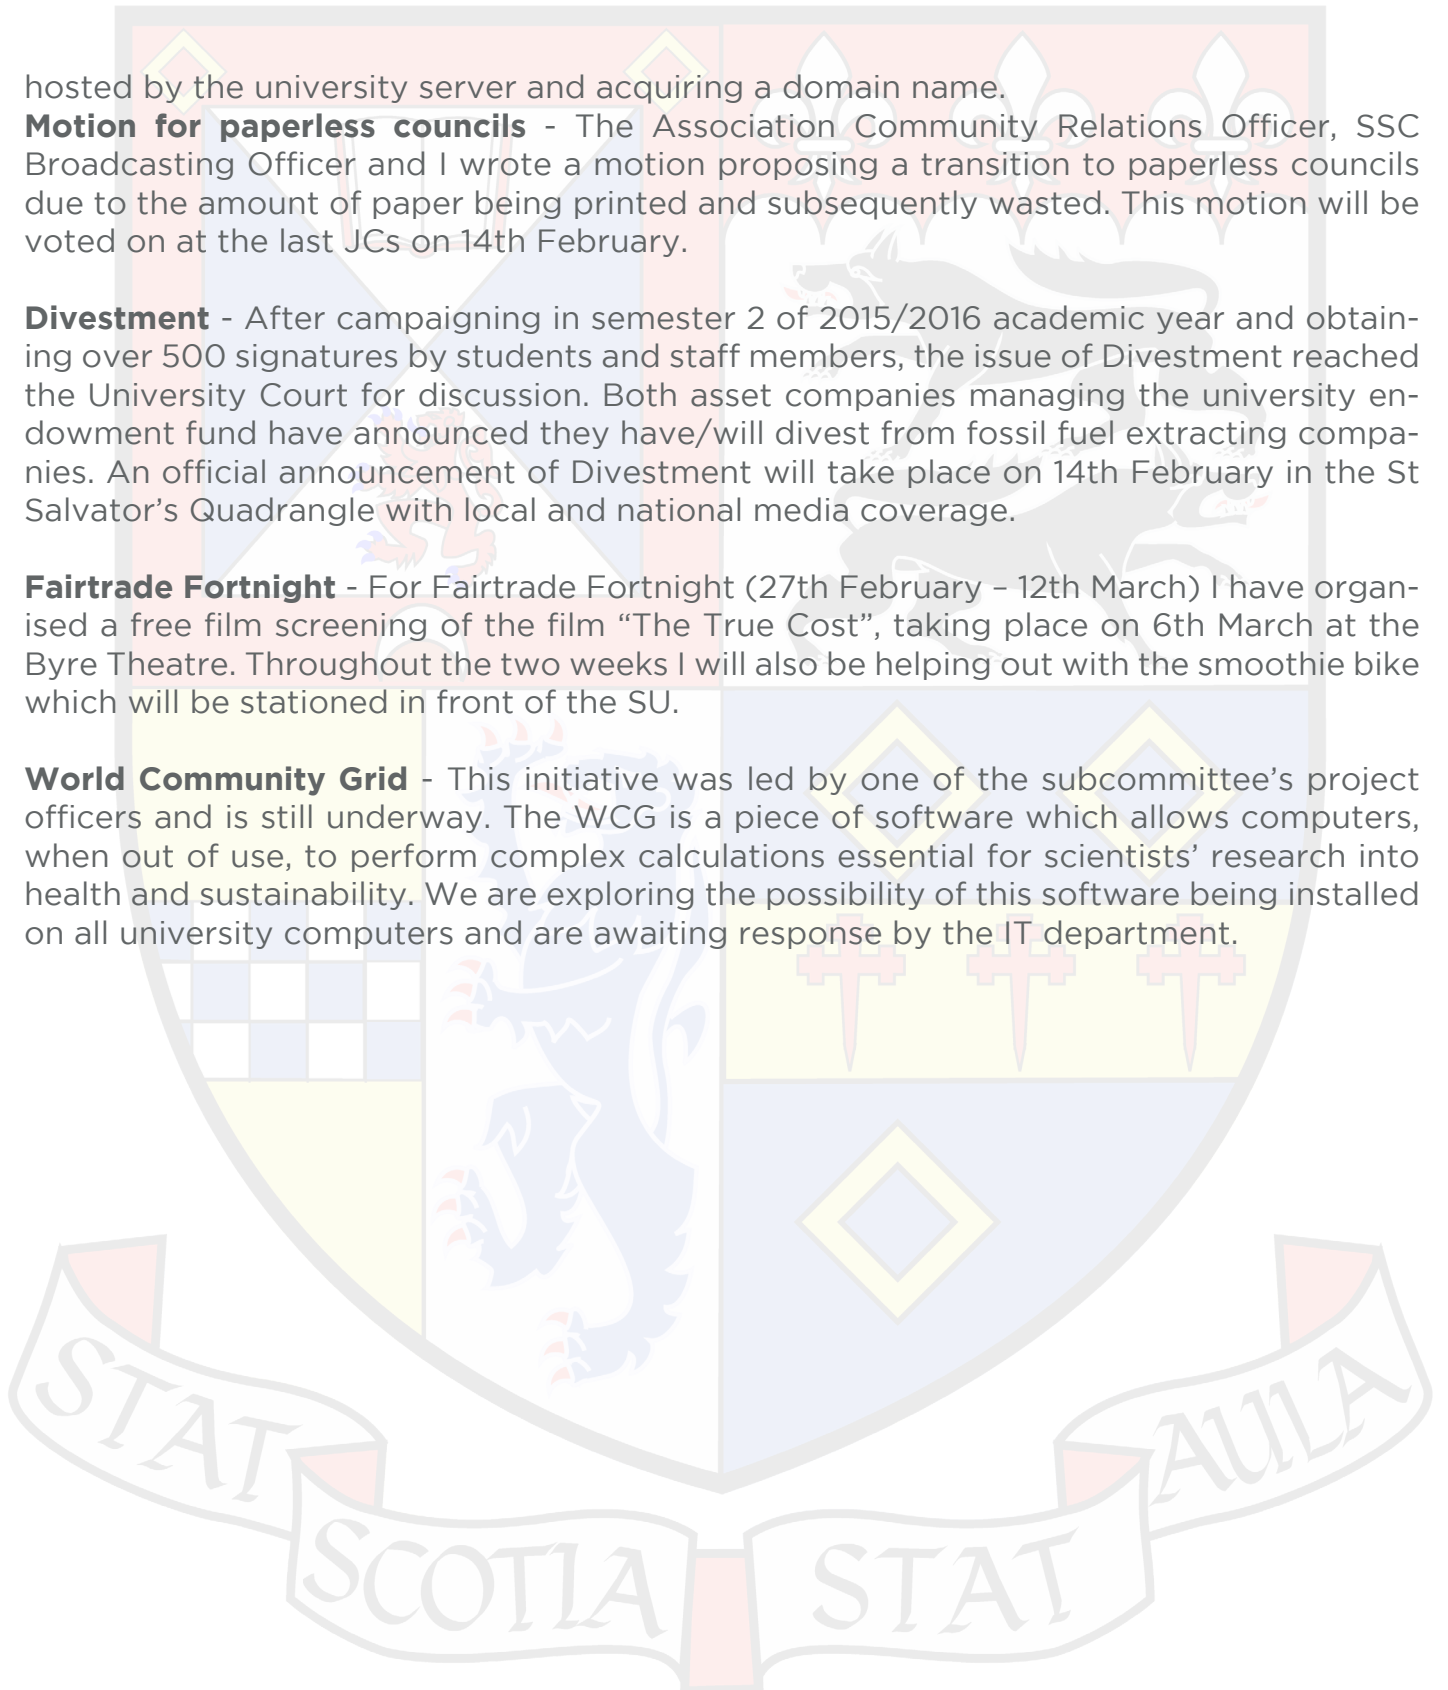 hosted by the university server and acquiring a domain name.
Motion for paperless councils - The Association Community Relations Officer, SSC
Broadcasting Officer and I wrote a motion proposing a transition to paperless councils
due to the amount of paper being printed and subsequently wasted. This motion will be
voted on at the last JCs on 14th February.
Divestment - After campaigning in semester 2 of 2015/2016 academic year and obtain-
ing over 500 signatures by students and staff members, the issue of Divestment reached
the University Court for discussion. Both asset companies managing the university en-
dowment fund have announced they have/will divest from fossil fuel extracting compa-
nies. An official announcement of Divestment will take place on 14th February in the St
Salvator’s Quadrangle with local and national media coverage.
Fairtrade Fortnight - For Fairtrade Fortnight (27th February – 12th March) I have organ-
ised a free film screening of the film “The True Cost”, taking place on 6th March at the
Byre Theatre. Throughout the two weeks I will also be helping out with the smoothie bike
which will be stationed in front of the SU.
World Community Grid - This initiative was led by one of the subcommittee’s project
officers and is still underway. The WCG is a piece of software which allows computers,
when out of use, to perform complex calculations essential for scientists’ research into
health and sustainability. We are exploring the possibility of this software being installed
on all university computers and are awaiting response by the IT department.
STAT SCOTIA STAT AULA